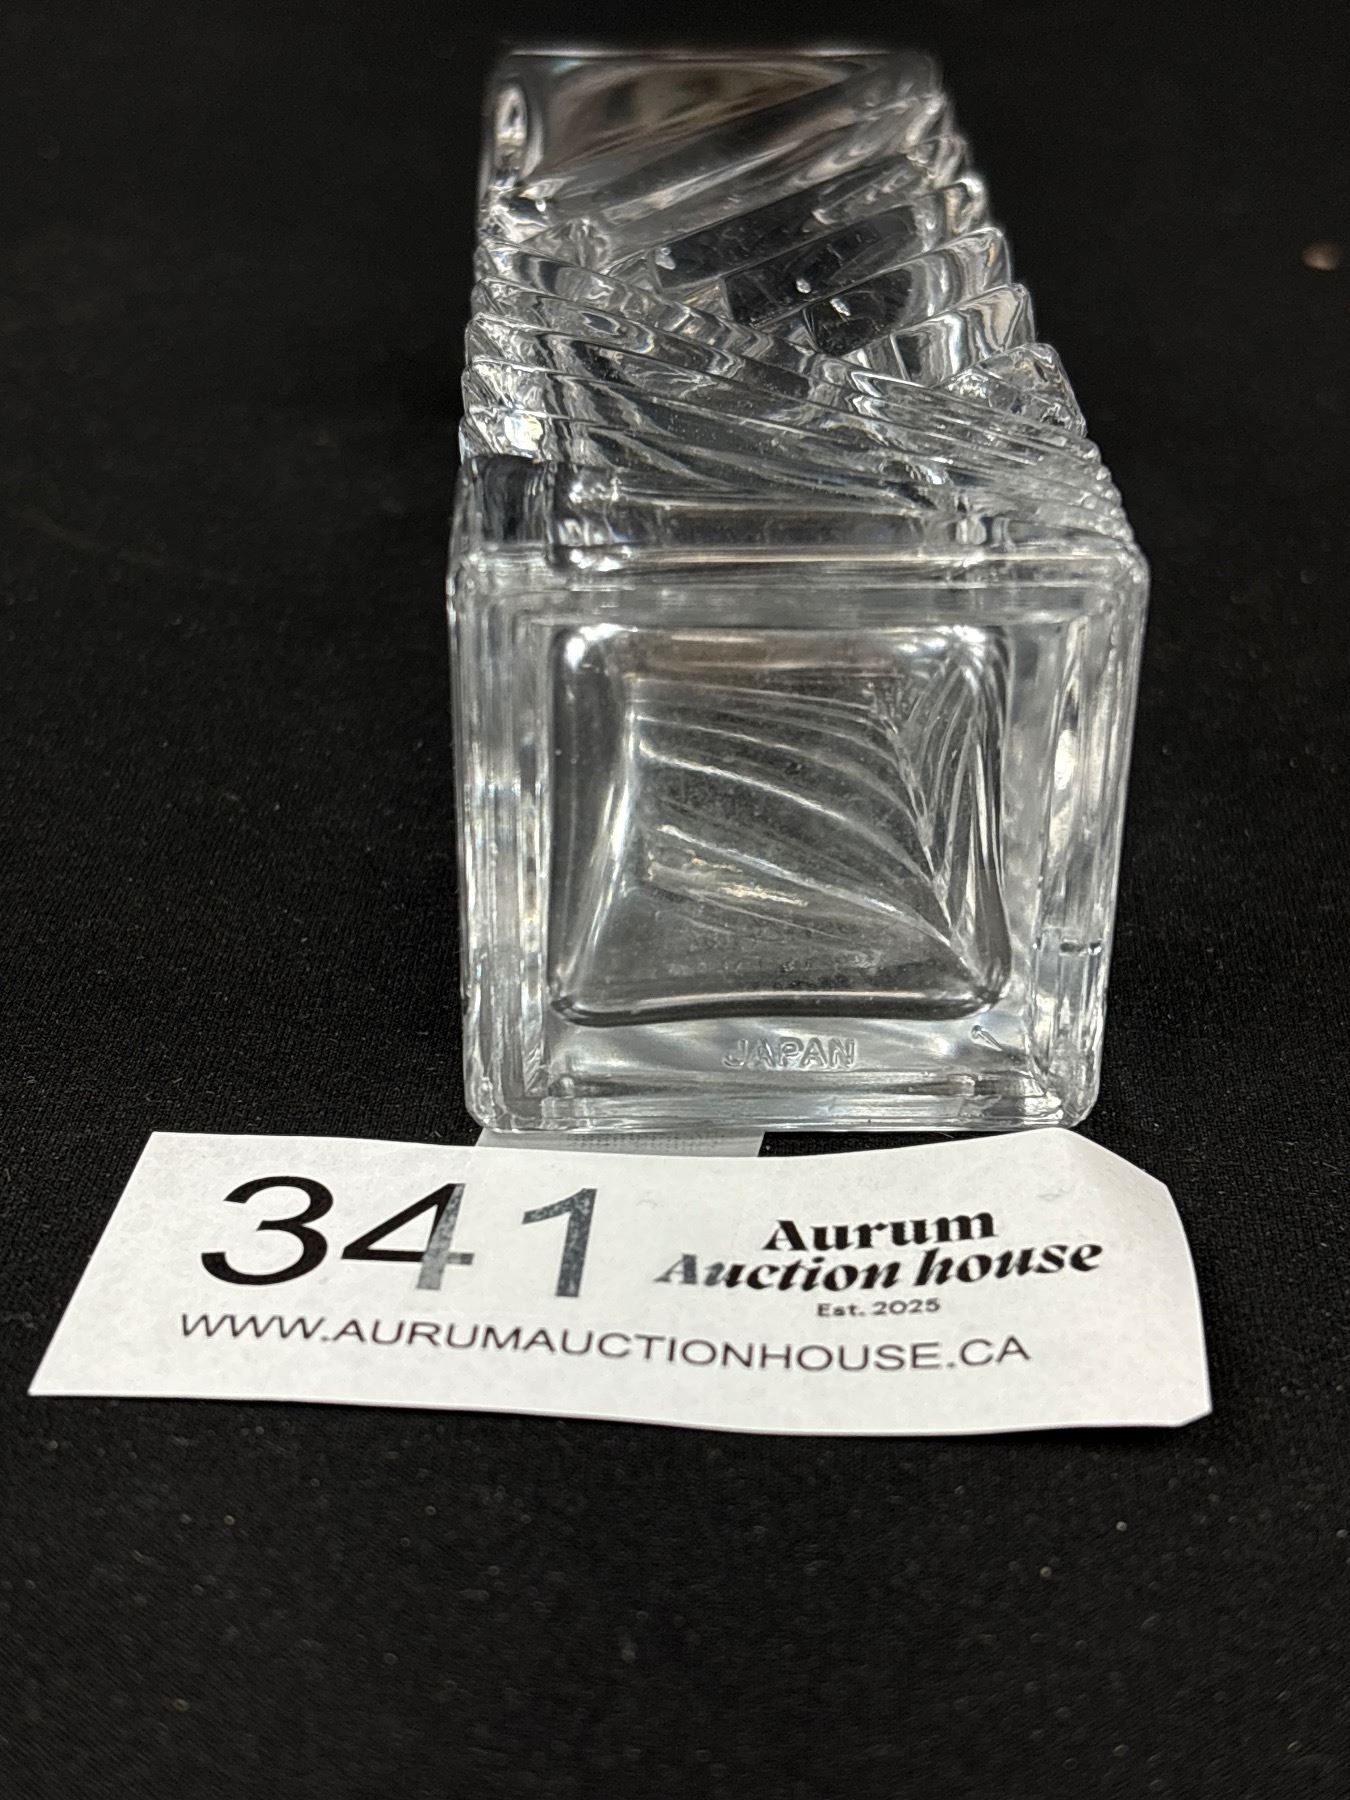 JAPAN
341
Aurum
Auction house
Est. 2025
WWW.AURUMAUCTIONHOUSE.CA